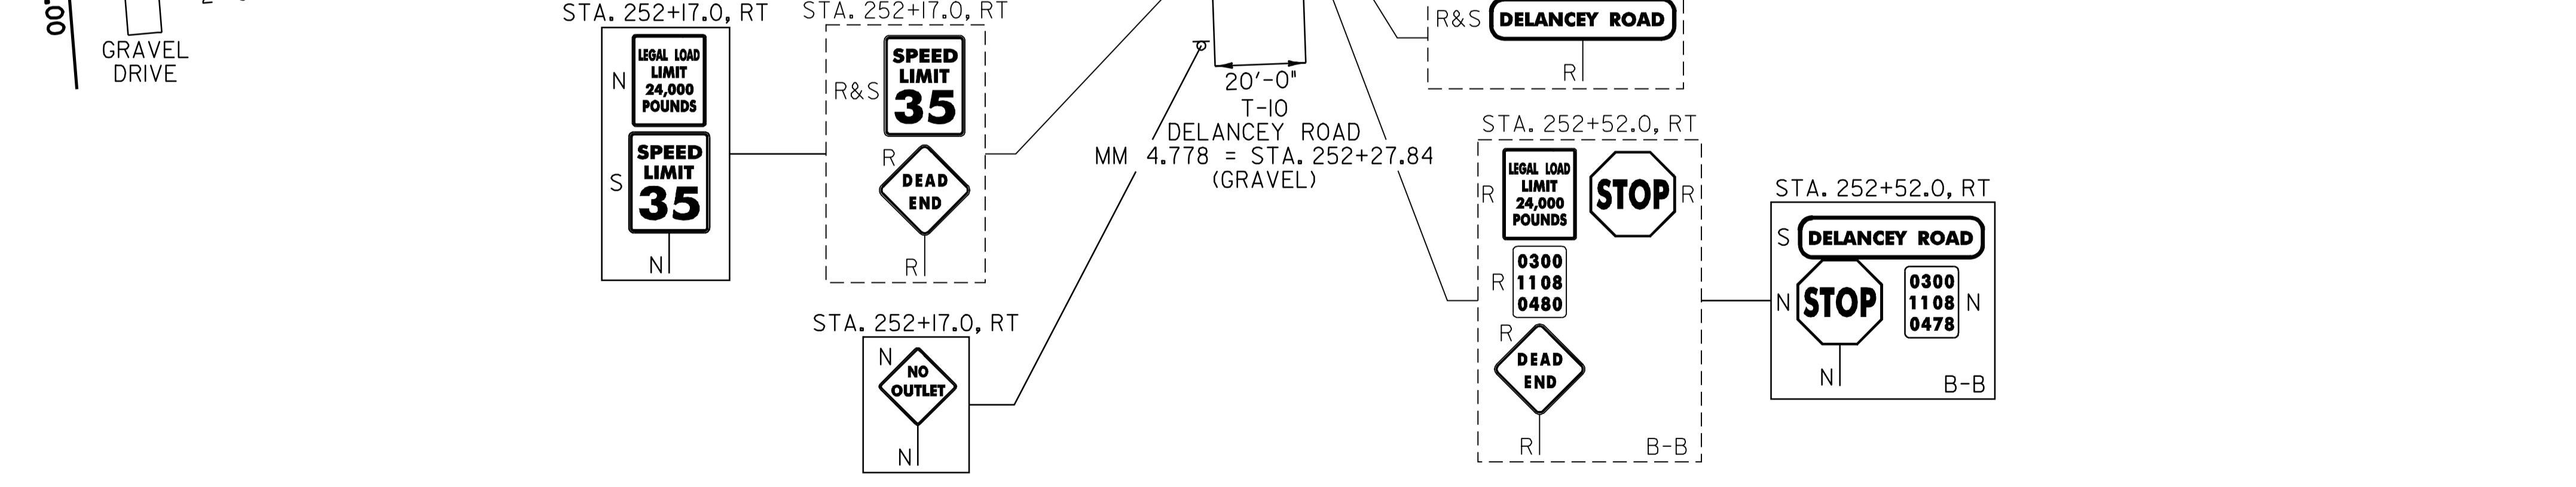 00
GRAVEL
DRIVE
STA. 252+17.0, RT
N
LEGAL LOAD
LIMIT
24,000
POUNDS
S
SPEED
LIMIT
35
N
STA. 252+17.0, RT
R&S
SPEED
LIMIT
35
R
DEAD
END
R
STA. 252+17.0, RT
N
NO
OUTLET
N
20'-0"
T-10
DELANCEY ROAD
MM 4.778 = STA. 252+27.84
(GRAVEL)
R&S
DELANCEY ROAD
R
STA. 252+52.0, RT
R
LEGAL LOAD
LIMIT
24,000
POUNDS
STOP
R
R
0300
1108
0480
R
DEAD
END
R
B-B
STA. 252+52.0, RT
S
DELANCEY ROAD
N
STOP
0300
1108
0478
N
N
B-B